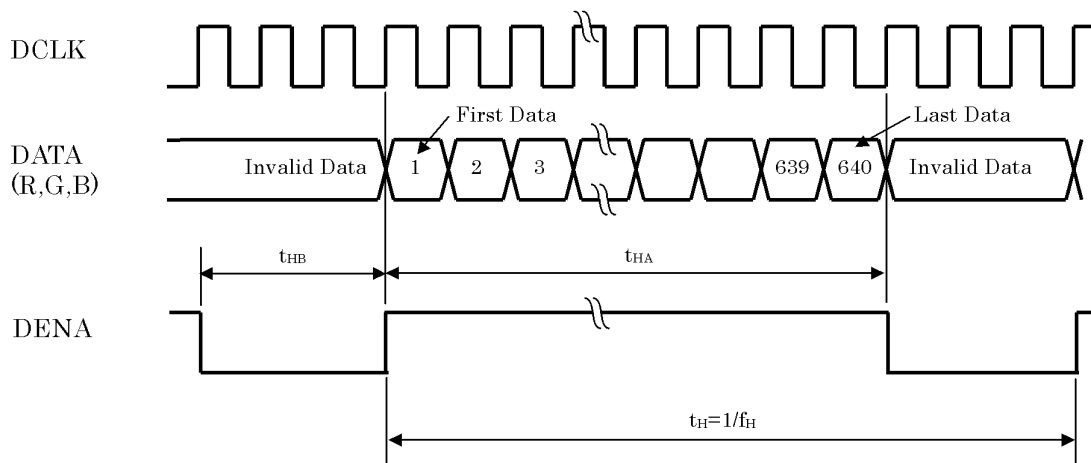 DCLK
First Data
Last Data
DATA
(R,G,B)
Invalid Data 1 2 3 639 640 Invalid Data
tHB
tHA
DENA
tH=1/fH